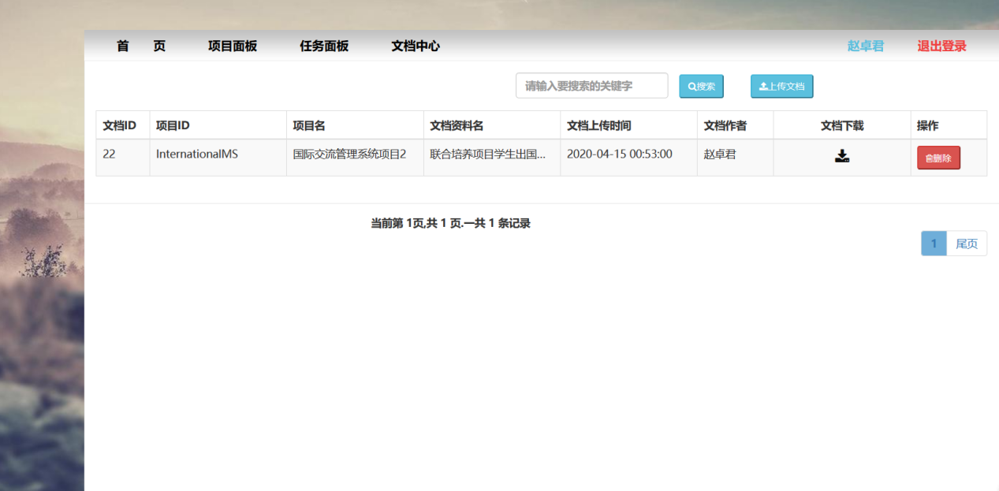 首 页 项目面板 任务面板 文档中心 赵卓君 退出登录
请输入要搜索的关键字 搜索 上传文档
文档ID 项目ID 项目名 文档资料名 文档上传时间 文档作者 文档下载 操作
22 InternationalMS 国际交流管理系统项目2 联合培养项目学生出国... 2020-04-15 00:53:00 赵卓君 删除
当前第 1页,共 1 页.一共 1 条记录
1 尾页